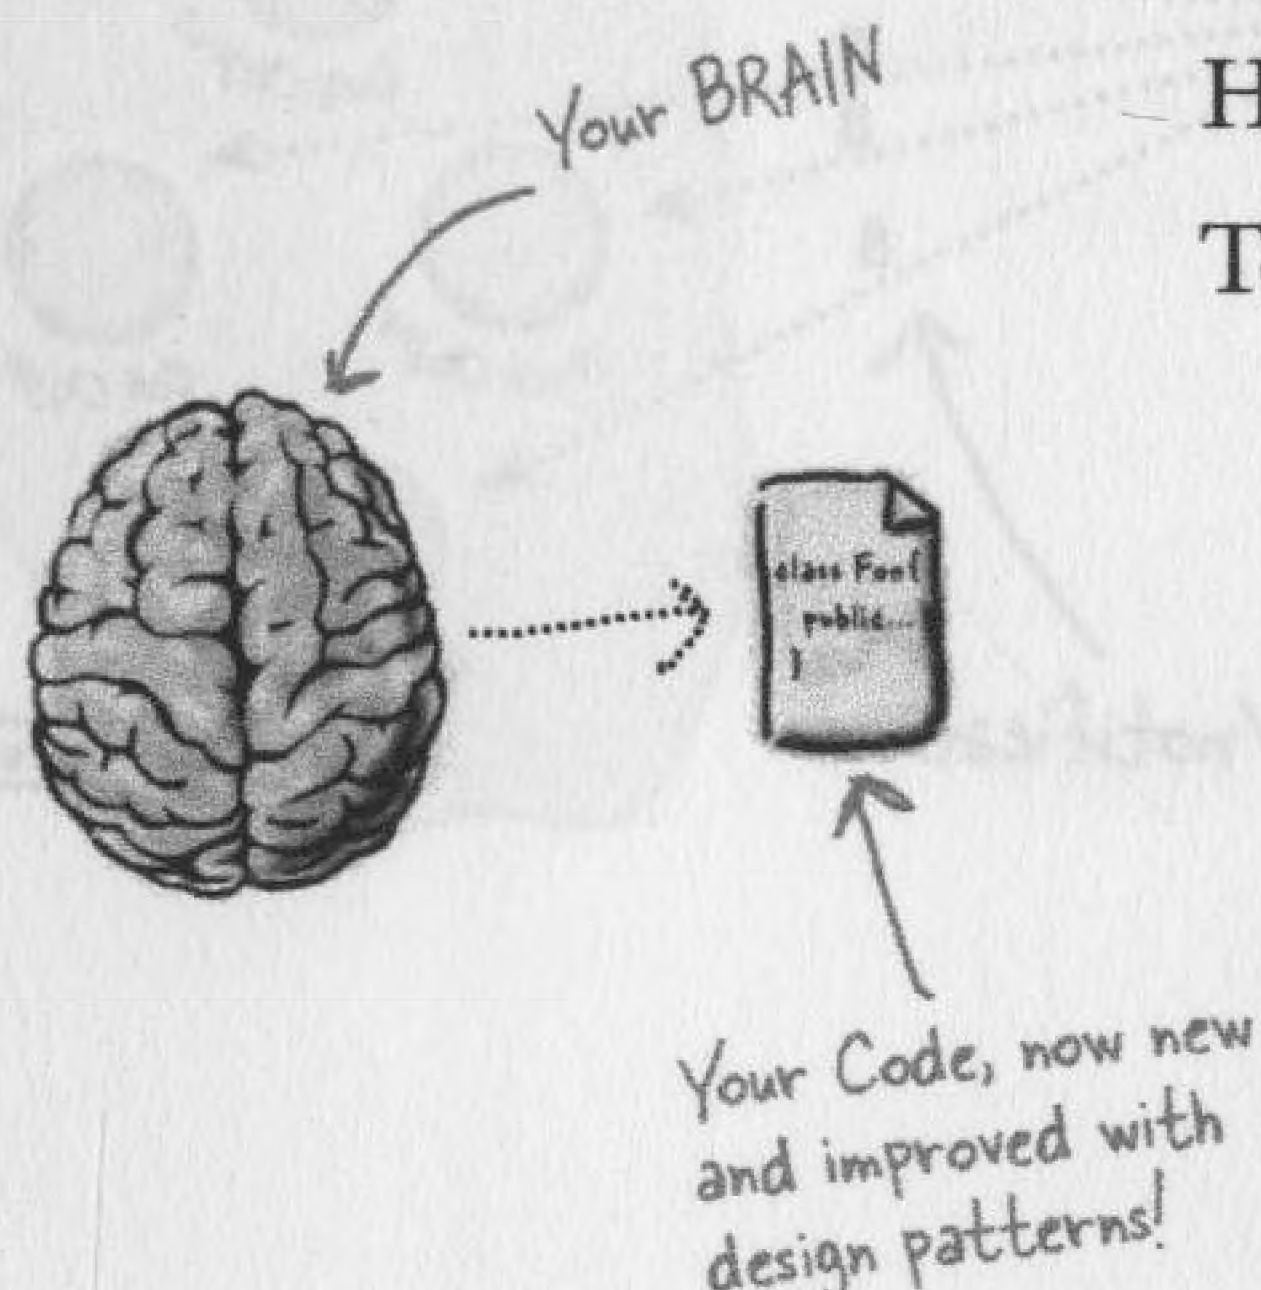 Your BRAIN
H
T
class Foo{
public...
}
Your Code, now new
and improved with
design patterns!